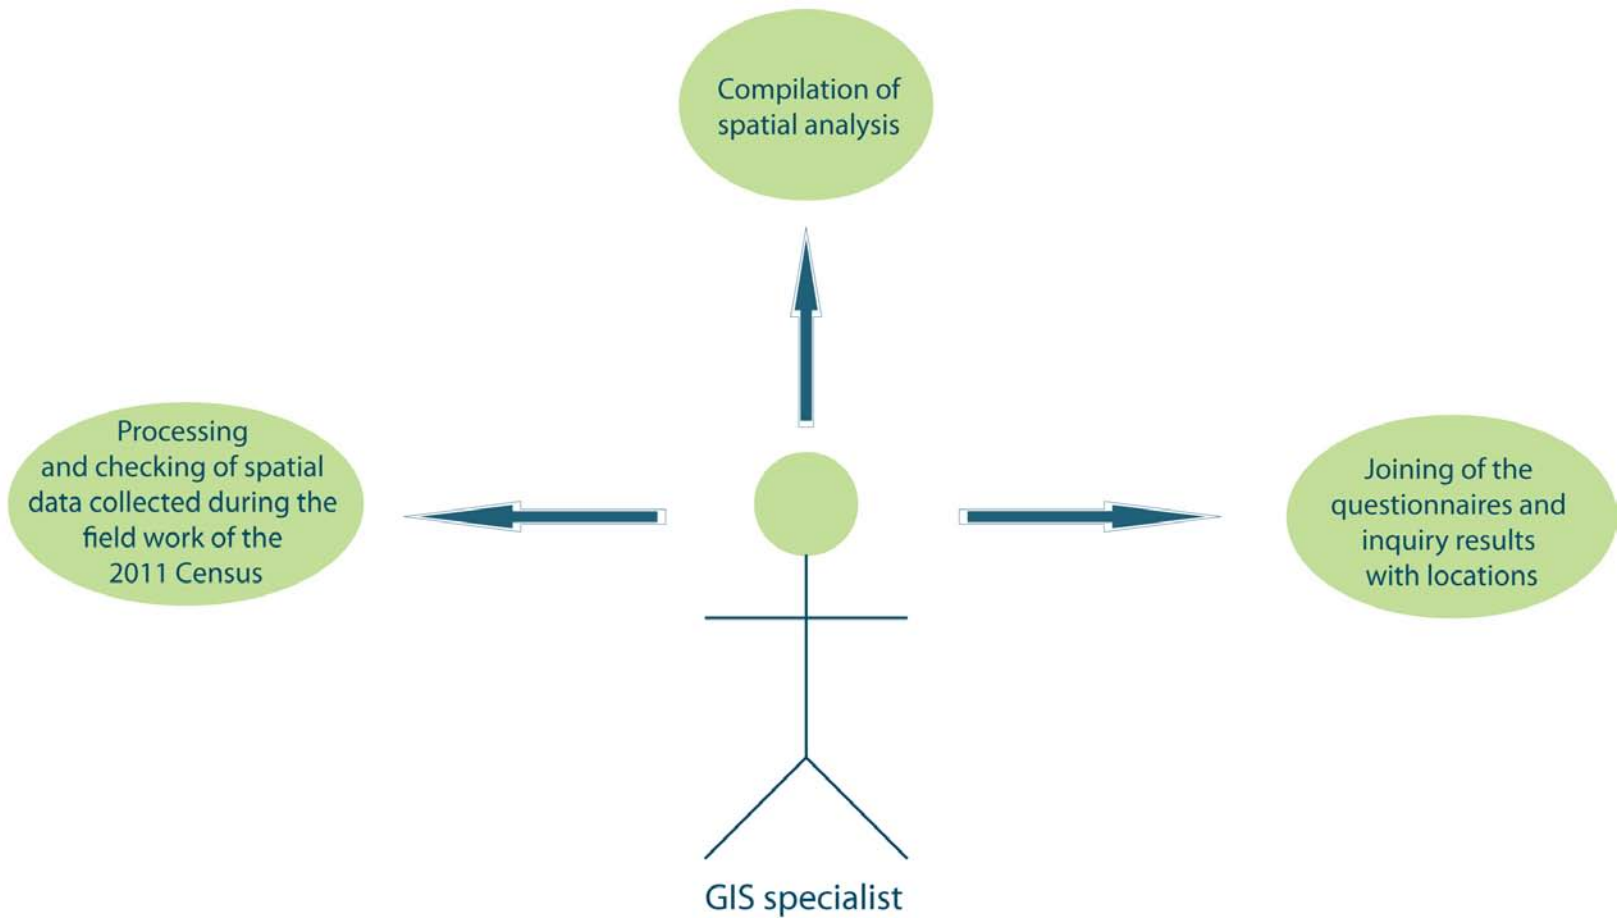 Compilation of
spatial analysis
Processing
and checking of spatial
data collected during the
field work of the
2011 Census
Joining of the
questionnaires and
inquiry results
with locations
GIS specialist